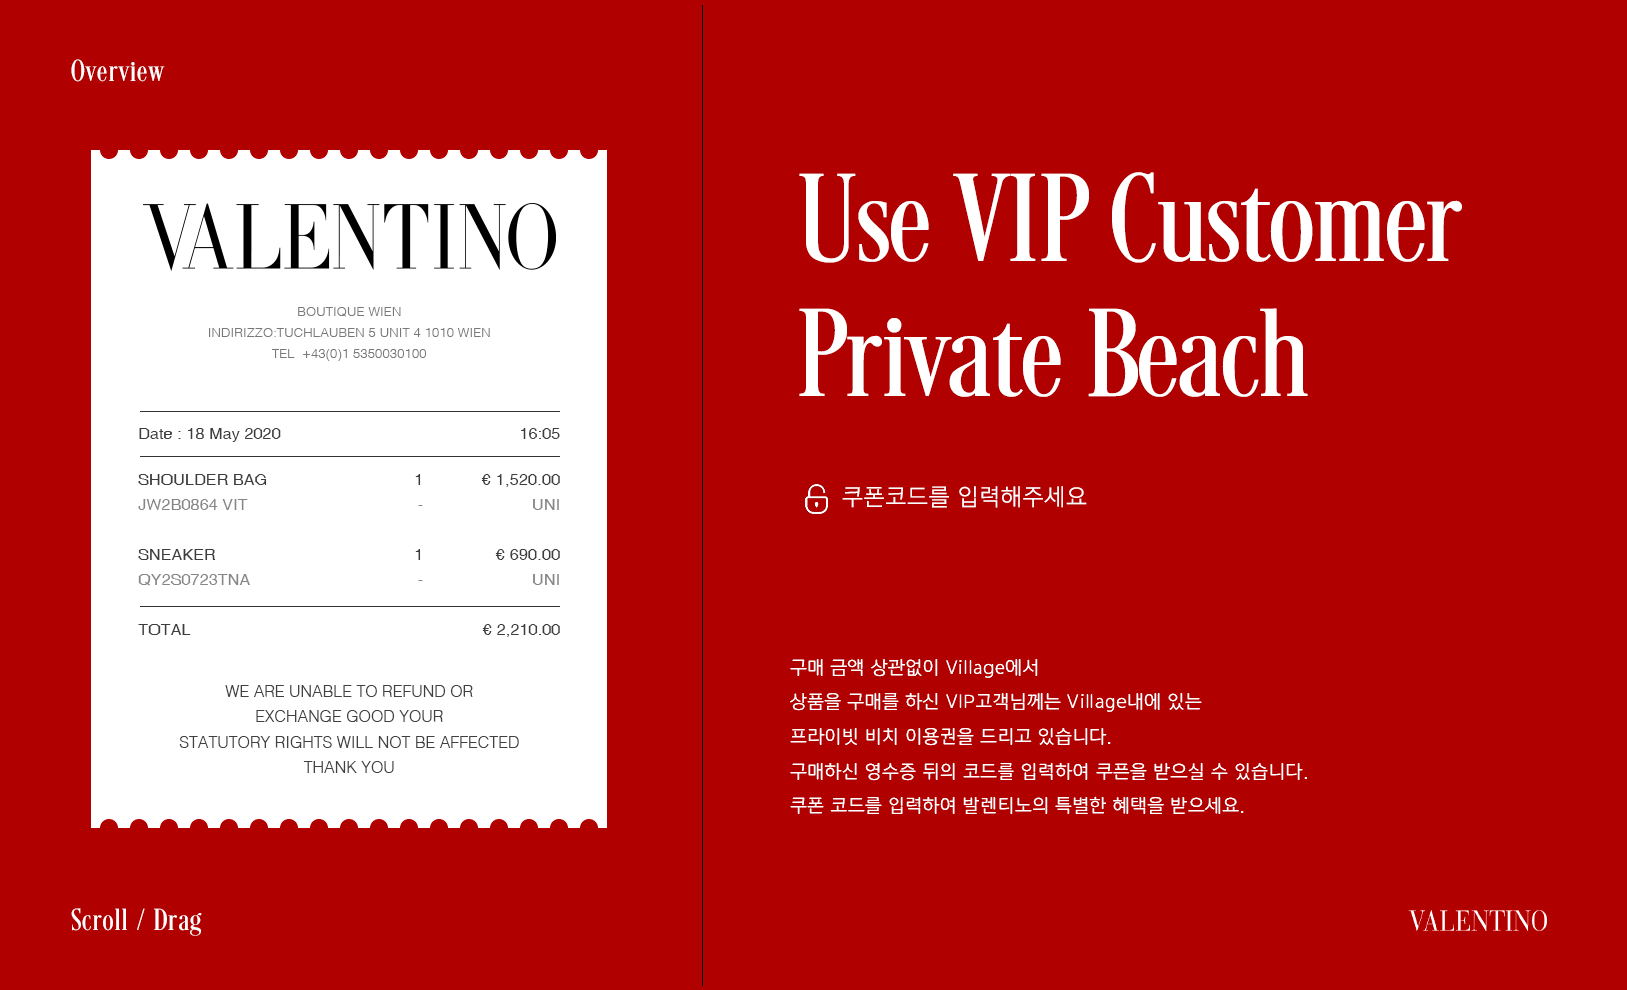 Overview
VALENTINO
BOUTIQUE WIEN
INDIRIZZO:TUCHLAUBEN 5 UNIT 4 1010 WIEN
TEL +43(0)1 5350030100
Date : 18 May 2020 16:05
SHOULDER BAG 1 € 1,520.00
JW2B0864 VIT - UNI
SNEAKER 1 € 690.00
QY2S0723TNA - UNI
TOTAL € 2,210.00
WE ARE UNABLE TO REFUND OR
EXCHANGE GOOD YOUR
STATUTORY RIGHTS WILL NOT BE AFFECTED
THANK YOU
Scroll / Drag
Use VIP Customer
Private Beach
쿠폰코드를 입력해주세요
구매 금액 상관없이 Village에서
상품을 구매를 하신 VIP고객님께는 Village내에 있는
프라이빗 비치 이용권을 드리고 있습니다.
구매하신 영수증 뒤의 코드를 입력하여 쿠픈을 받으실 수 있습니다.
쿠폰 코드를 입력하여 발렌티노의 특별한 혜택을 받으세요.
VALENTINO